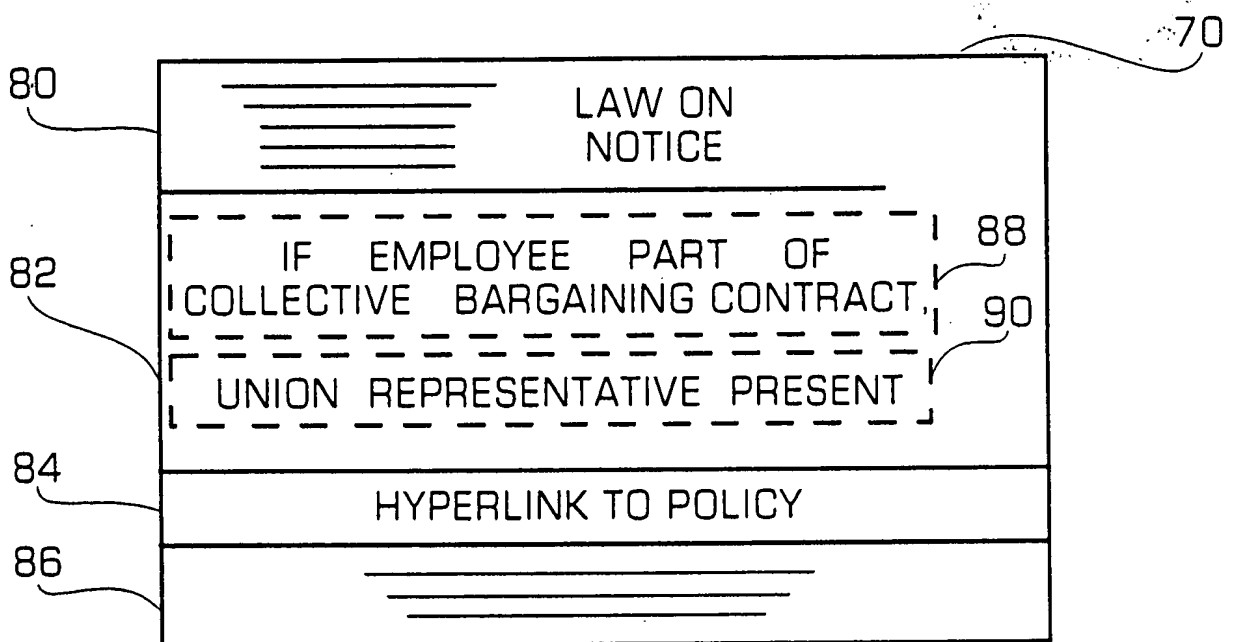 70
80
LAW ON
NOTICE
IF EMPLOYEE PART OF
COLLECTIVE BARGAINING CONTRACT,
88
82
90
UNION REPRESENTATIVE PRESENT
84
HYPERLINK TO POLICY
86